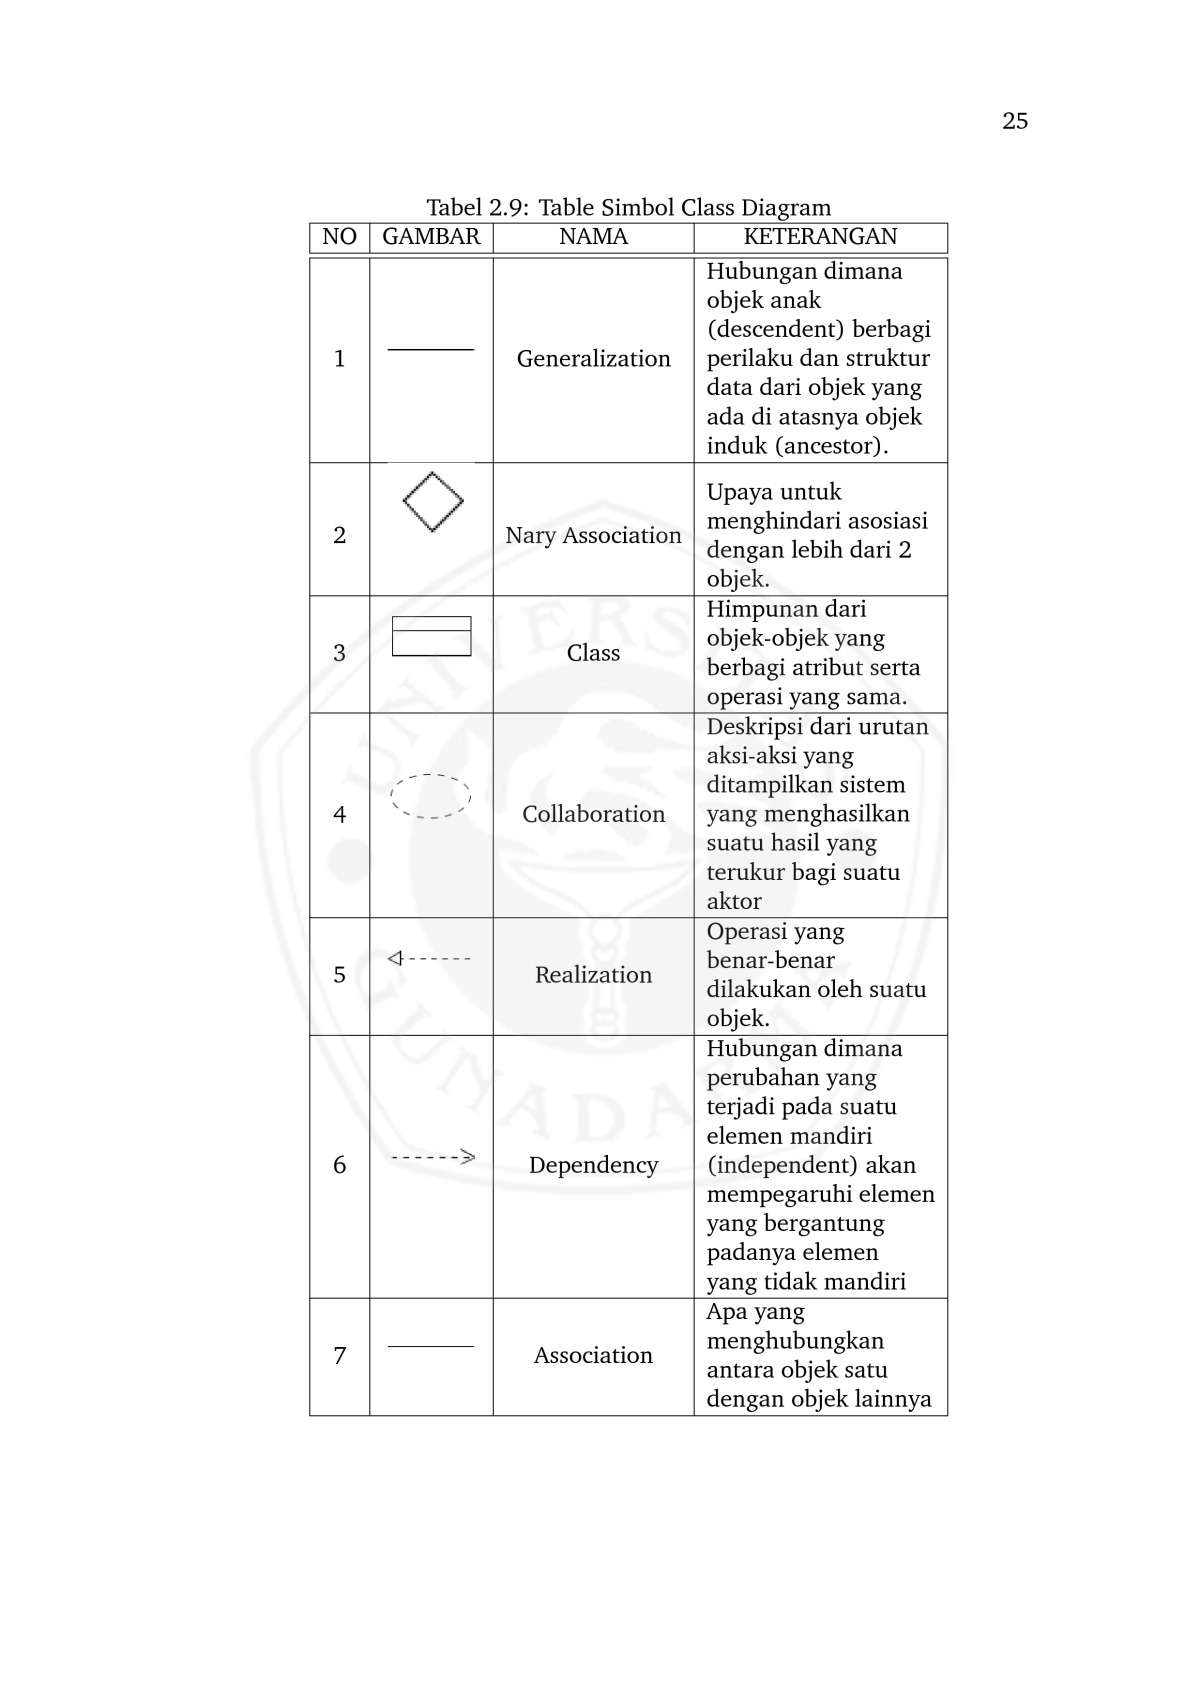 25
Tabel 2.9: Table Simbol Class Diagram
NO GAMBAR NAMA KETERANGAN
1 Generalization
Hubungan dimana
objek anak
(descendent) berbagi
perilaku dan struktur
data dari objek yang
ada di atasnya objek
induk (ancestor).
2 Nary Association
Upaya untuk
menghindari asosiasi
dengan lebih dari 2
objek.
3 Class
Himpunan dari
objek-objek yang
berbagi atribut serta
operasi yang sama.
4 Collaboration
Deskripsi dari urutan
aksi-aksi yang
ditampilkan sistem
yang menghasilkan
suatu hasil yang
terukur bagi suatu
aktor
5 Realization
Operasi yang
benar-benar
dilakukan oleh suatu
objek.
6 Dependency
Hubungan dimana
perubahan yang
terjadi pada suatu
elemen mandiri
(independent) akan
mempegaruhi elemen
yang bergantung
padanya elemen
yang tidak mandiri
7 Association
Apa yang
menghubungkan
antara objek satu
dengan objek lainnya